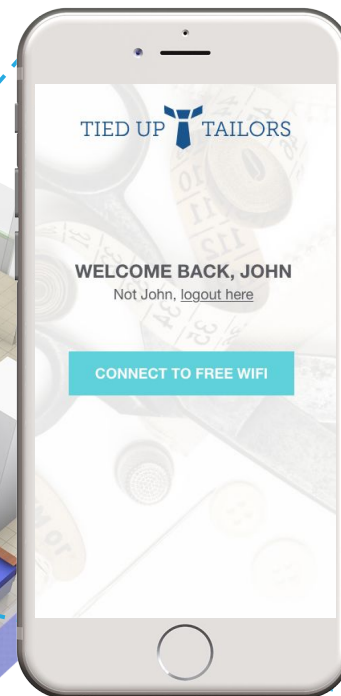 TIED UP TAILORS
WELCOME BACK, JOHN
Not John, logout here
CONNECT TO FREE WIFI